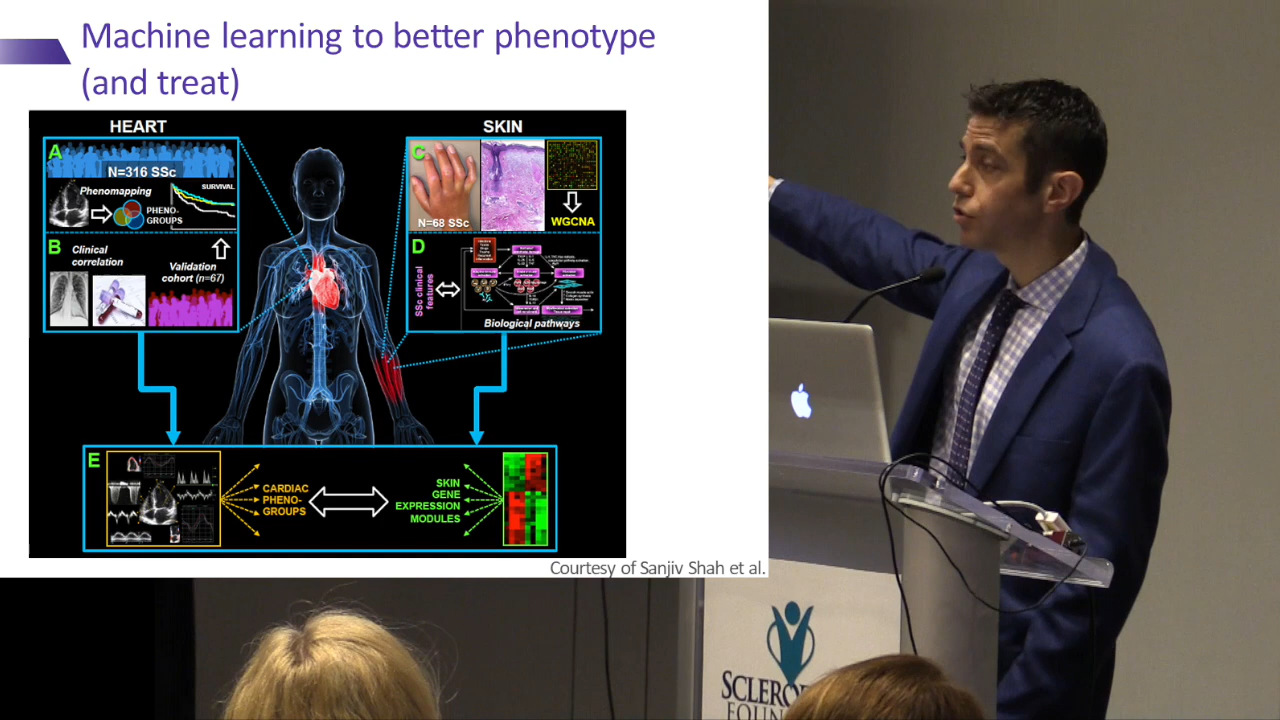 Machine learning to better phenotype
(and treat)
HEART
SKIN
A
N=316 SSc
Phenomapping
PHENO-
GROUPS
SURVIVAL
B
Clinical
correlation
Validation
cohort (n=67)
C
N=68 SSc
WGCNA
D
SSc clinical
features
Biological pathways
E
CARDIAC
PHENO-
GROUPS
SKIN
GENE
EXPRESSION
MODULES
Courtesy of Sanjiv Shah et al.
SCLERO
FOUN